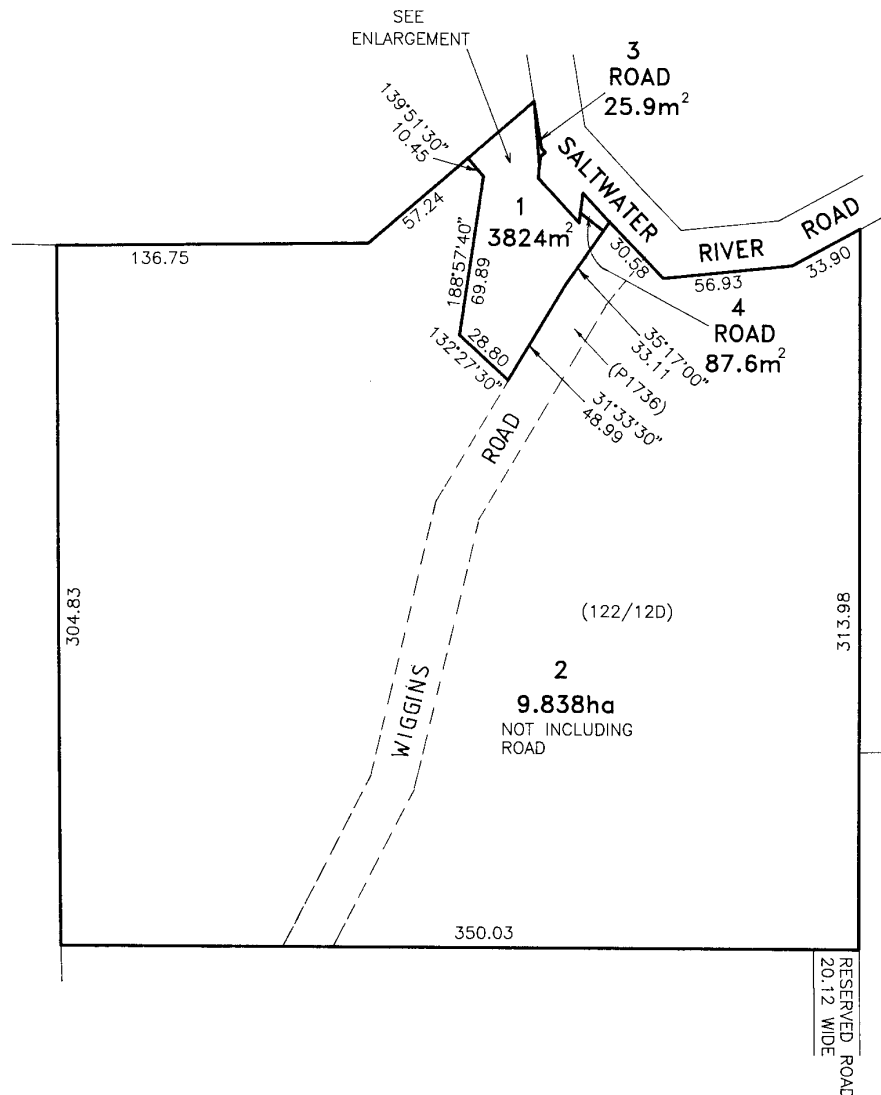 SEE
ENLARGEMENT
3
ROAD
25.9m²
139°51'30"
10.45
SALTWATER
RIVER
ROAD
57.24
1
3824m²
136.75
188°57'40"
69.89
30.58
56.93
33.90
4
ROAD
87.6m²
28.80
132°27'30"
35°17'00"
33.11
(P1736)
31°33'30"
48.99
ROAD
304.83
(122/12D)
313.98
2
9.838ha
NOT INCLUDING
ROAD
WIGGINS
350.03
RESERVED ROAD
20.12 WIDE